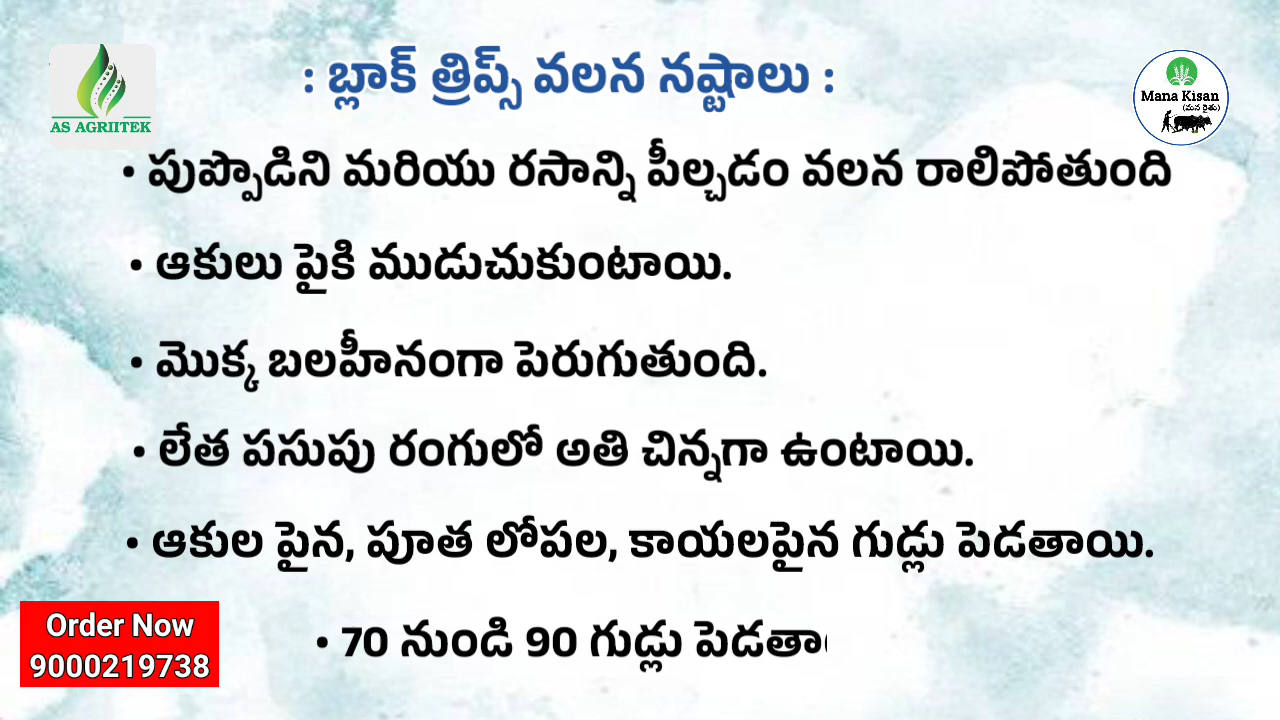 : బ్లాక్ త్రిప్స్ వలన నష్టాలు :
AS AGRIITEK
Mana Kisan
(మన రైతు)
• పుప్పొడిని మరియు రసాన్ని పీల్చడం వలన రాలిపోతుంది
• ఆకులు పైకి ముడుచుకుంటాయి.
• మొక్క బలహీనంగా పెరుగుతుంది.
• లేత పసుపు రంగులో అతి చిన్నగా ఉంటాయి.
• ఆకుల పైన, పూత లోపల, కాయలపైన గుడ్లు పెడతాయి.
• 70 నుండి 90 గుడ్లు
Order Now
9000219738